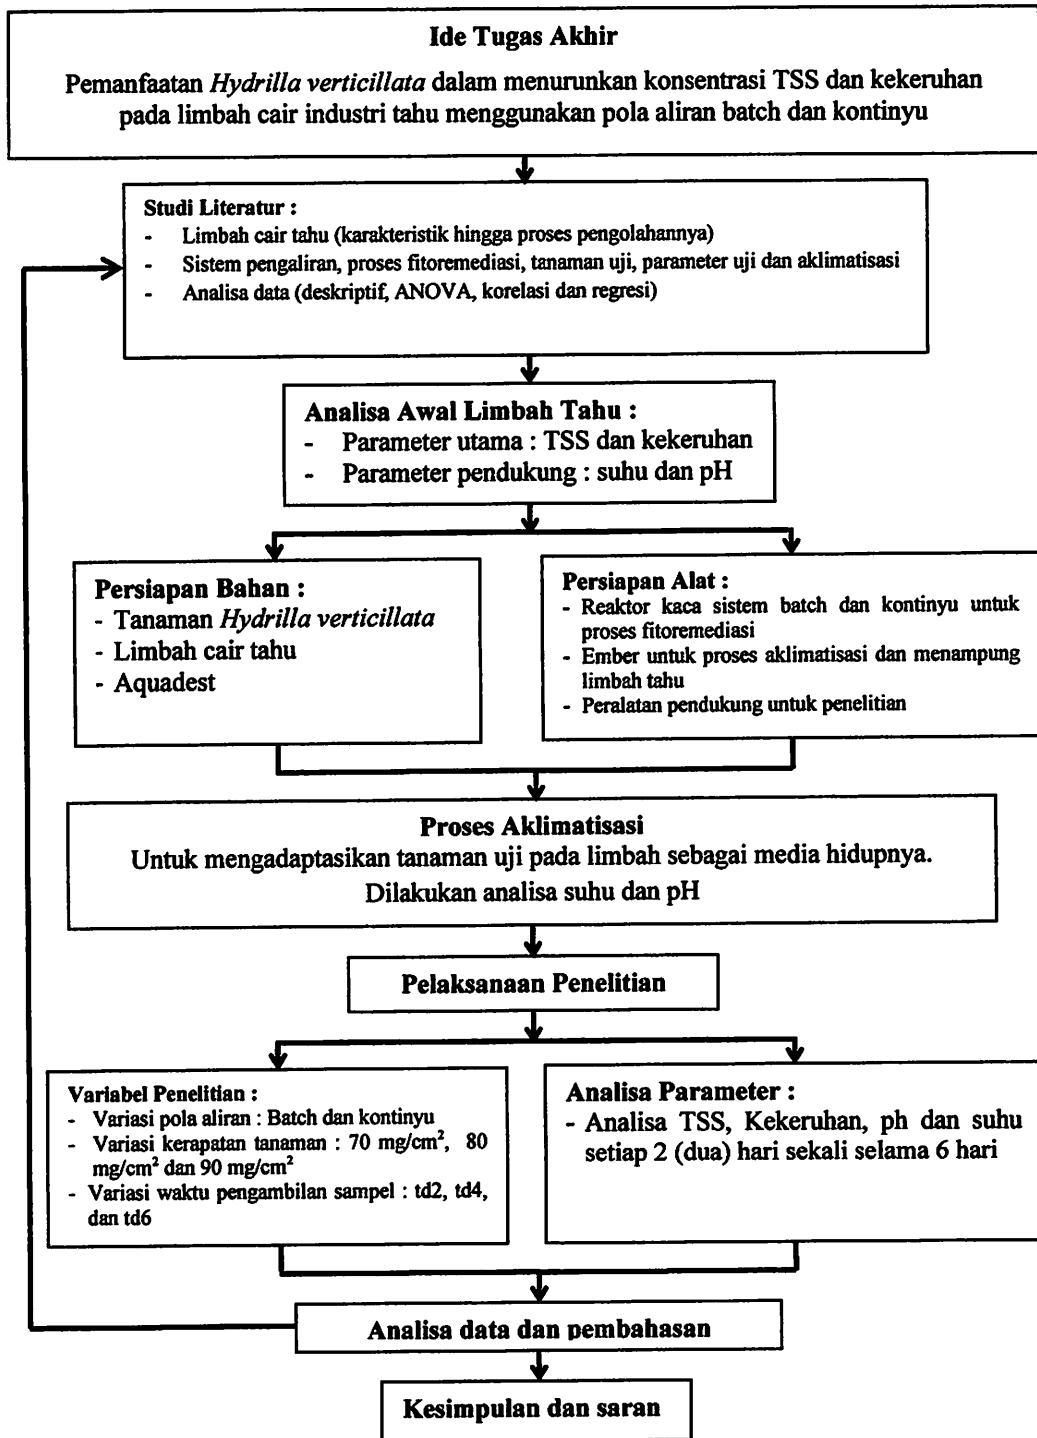 Ide Tugas Akhir
Pemanfaatan Hydrilla verticillata dalam menurunkan konsentrasi TSS dan kekeruhan
pada limbah cair industri tahu menggunakan pola aliran batch dan kontinyu
Studi Literatur :
- Limbah cair tahu (karakteristik hingga proses pengolahannya)
- Sistem pengaliran, proses fitoremediasi, tanaman uji, parameter uji dan aklimatisasi
- Analisa data (deskriptif, ANOVA, korelasi dan regresi)
Analisa Awal Limbah Tahu :
- Parameter utama : TSS dan kekeruhan
- Parameter pendukung : suhu dan pH
Persiapan Bahan :
- Tanaman Hydrilla verticillata
- Limbah cair tahu
- Aquadest
Persiapan Alat :
- Reaktor kaca sistem batch dan kontinyu untuk
proses fitoremediasi
- Ember untuk proses aklimatisasi dan menampung
limbah tahu
- Peralatan pendukung untuk penelitian
Proses Aklimatisasi
Untuk mengadaptasikan tanaman uji pada limbah sebagai media hidupnya.
Dilakukan analisa suhu dan pH
Pelaksanaan Penelitian
Variabel Penelitian :
- Variasi pola aliran : Batch dan kontinyu
- Variasi kerapatan tanaman : 70 mg/cm², 80
mg/cm² dan 90 mg/cm²
- Variasi waktu pengambilan sampel : td2, td4,
dan td6
Analisa Parameter :
- Analisa TSS, Kekeruhan, ph dan suhu
setiap 2 (dua) hari sekali selama 6 hari
Analisa data dan pembahasan
Kesimpulan dan saran